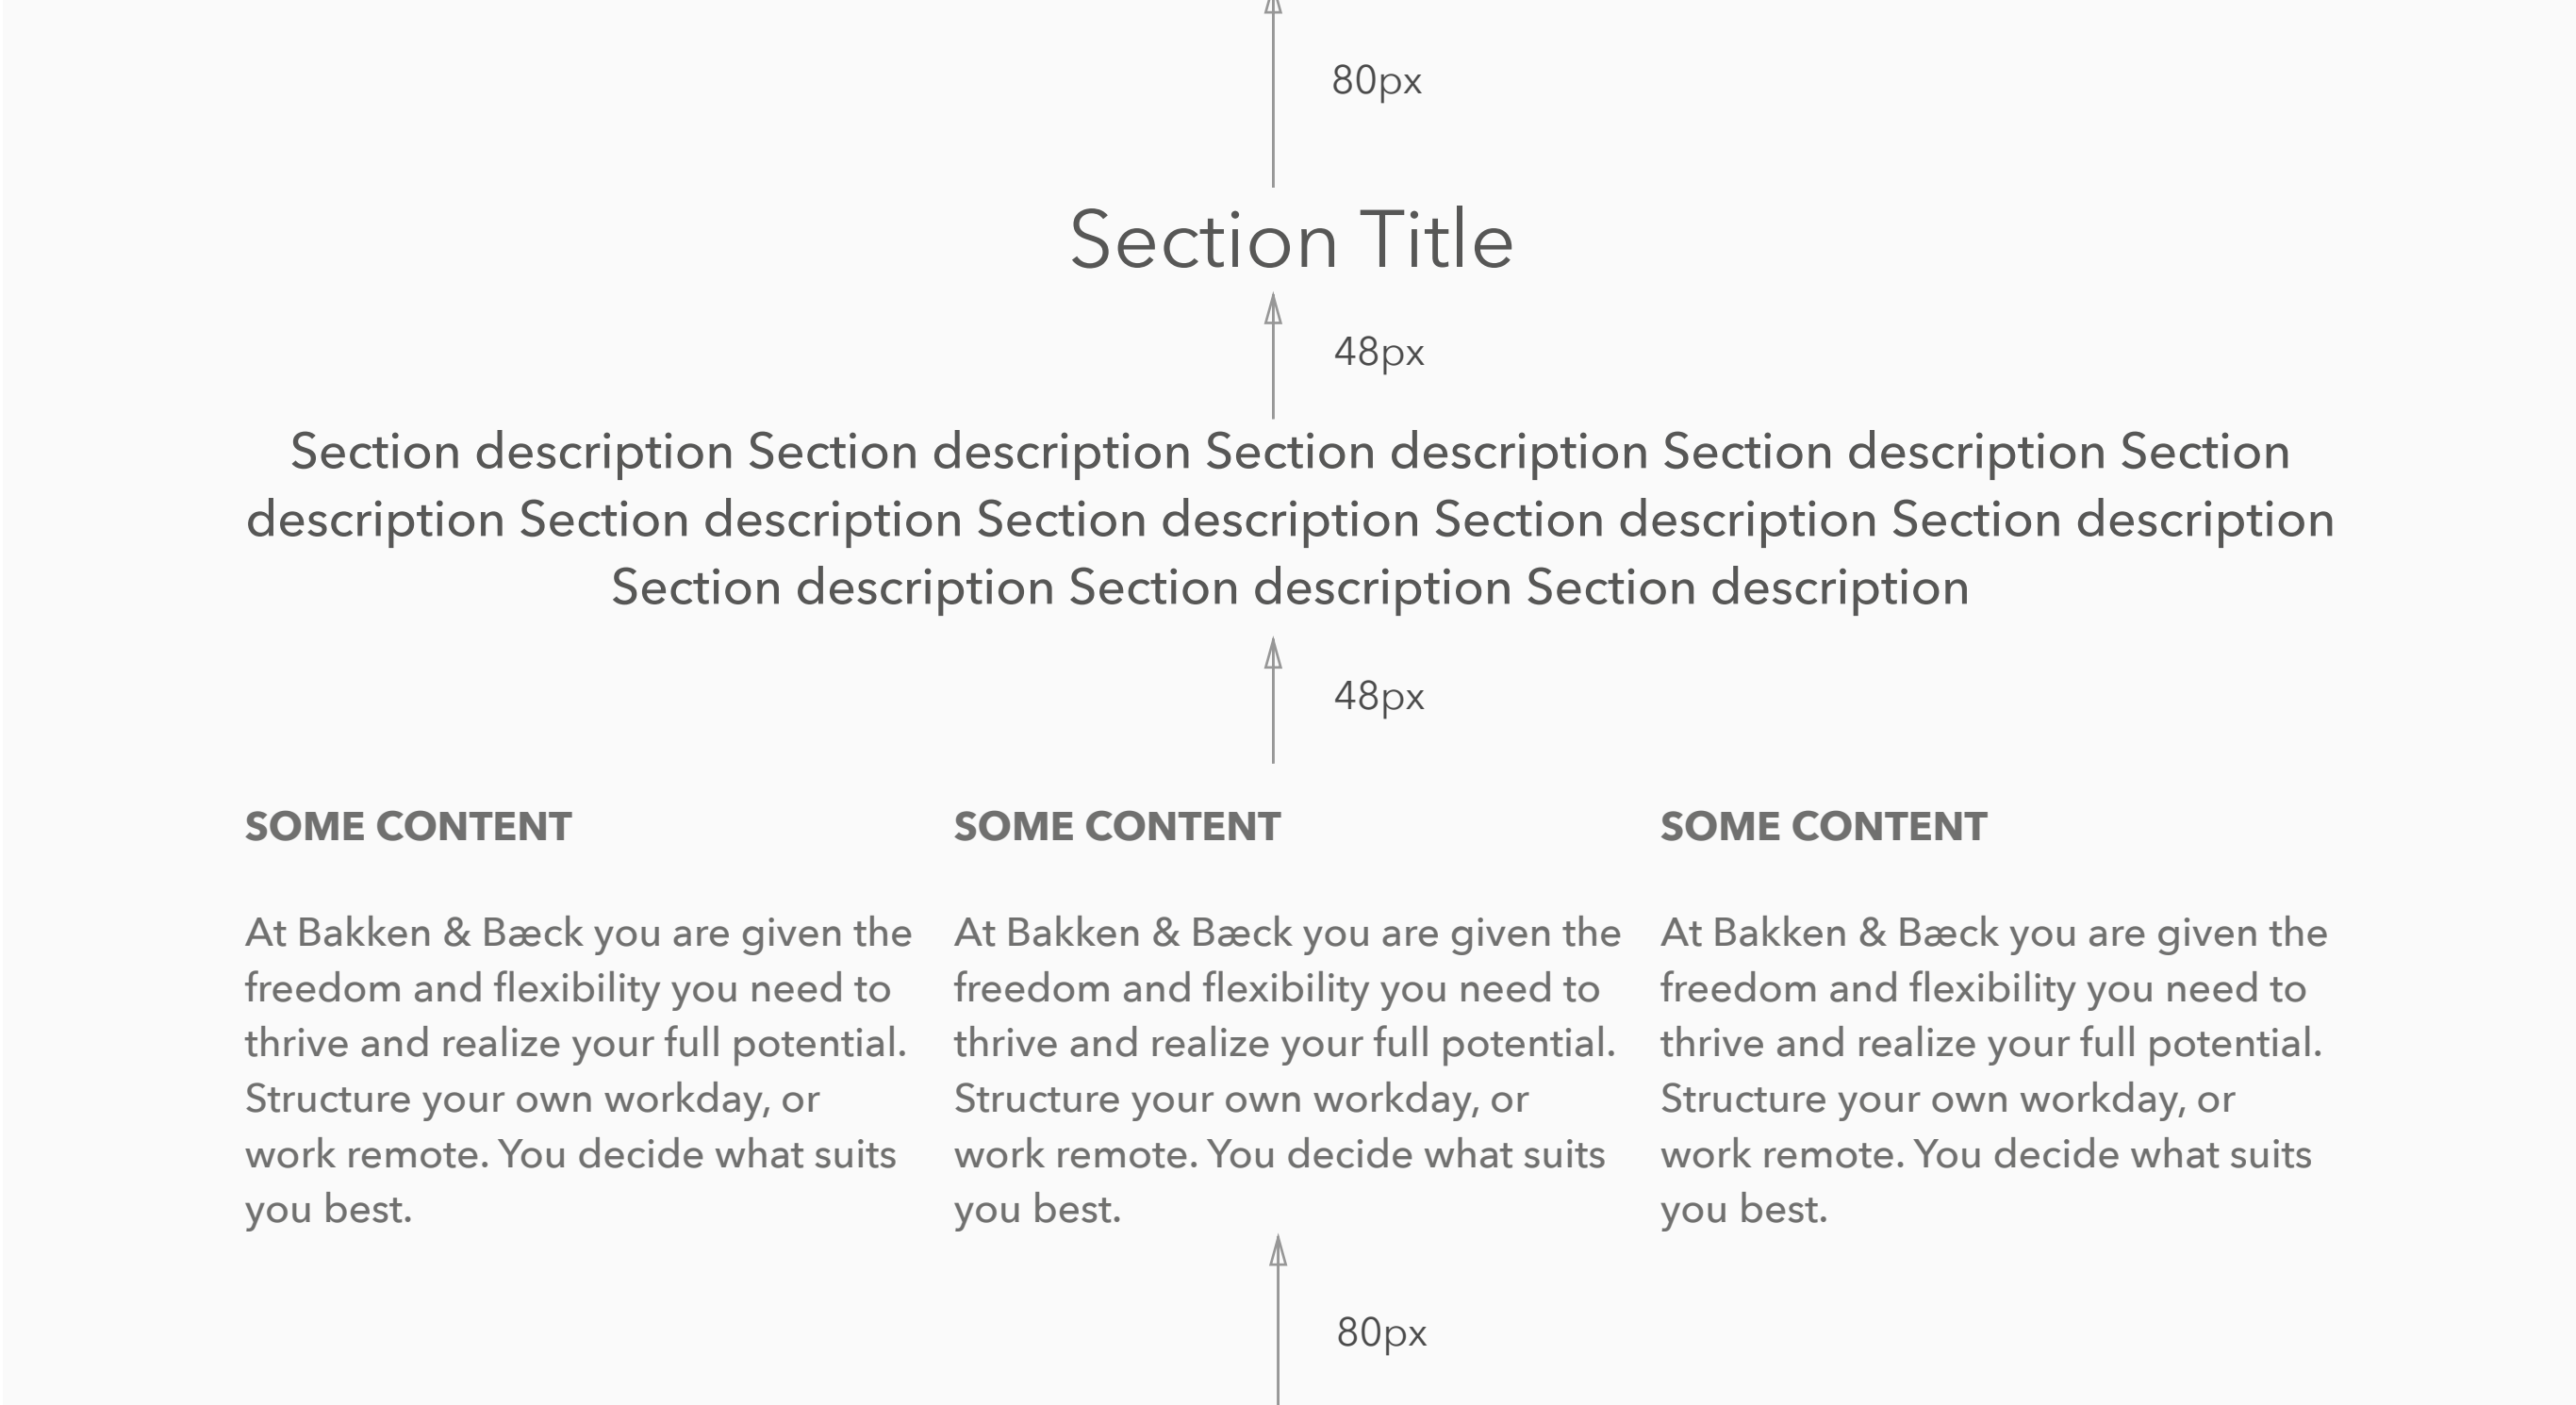 80px
Section Title
48px
Section description Section description Section description Section description Section
description Section description Section description Section description Section description
Section description Section description Section description
48px
SOME CONTENT
At Bakken & Bæck you are given the
freedom and flexibility you need to
thrive and realize your full potential.
Structure your own workday, or
work remote. You decide what suits
you best.
SOME CONTENT
At Bakken & Bæck you are given the
freedom and flexibility you need to
thrive and realize your full potential.
Structure your own workday, or
work remote. You decide what suits
you best.
SOME CONTENT
At Bakken & Bæck you are given the
freedom and flexibility you need to
thrive and realize your full potential.
Structure your own workday, or
work remote. You decide what suits
you best.
80px